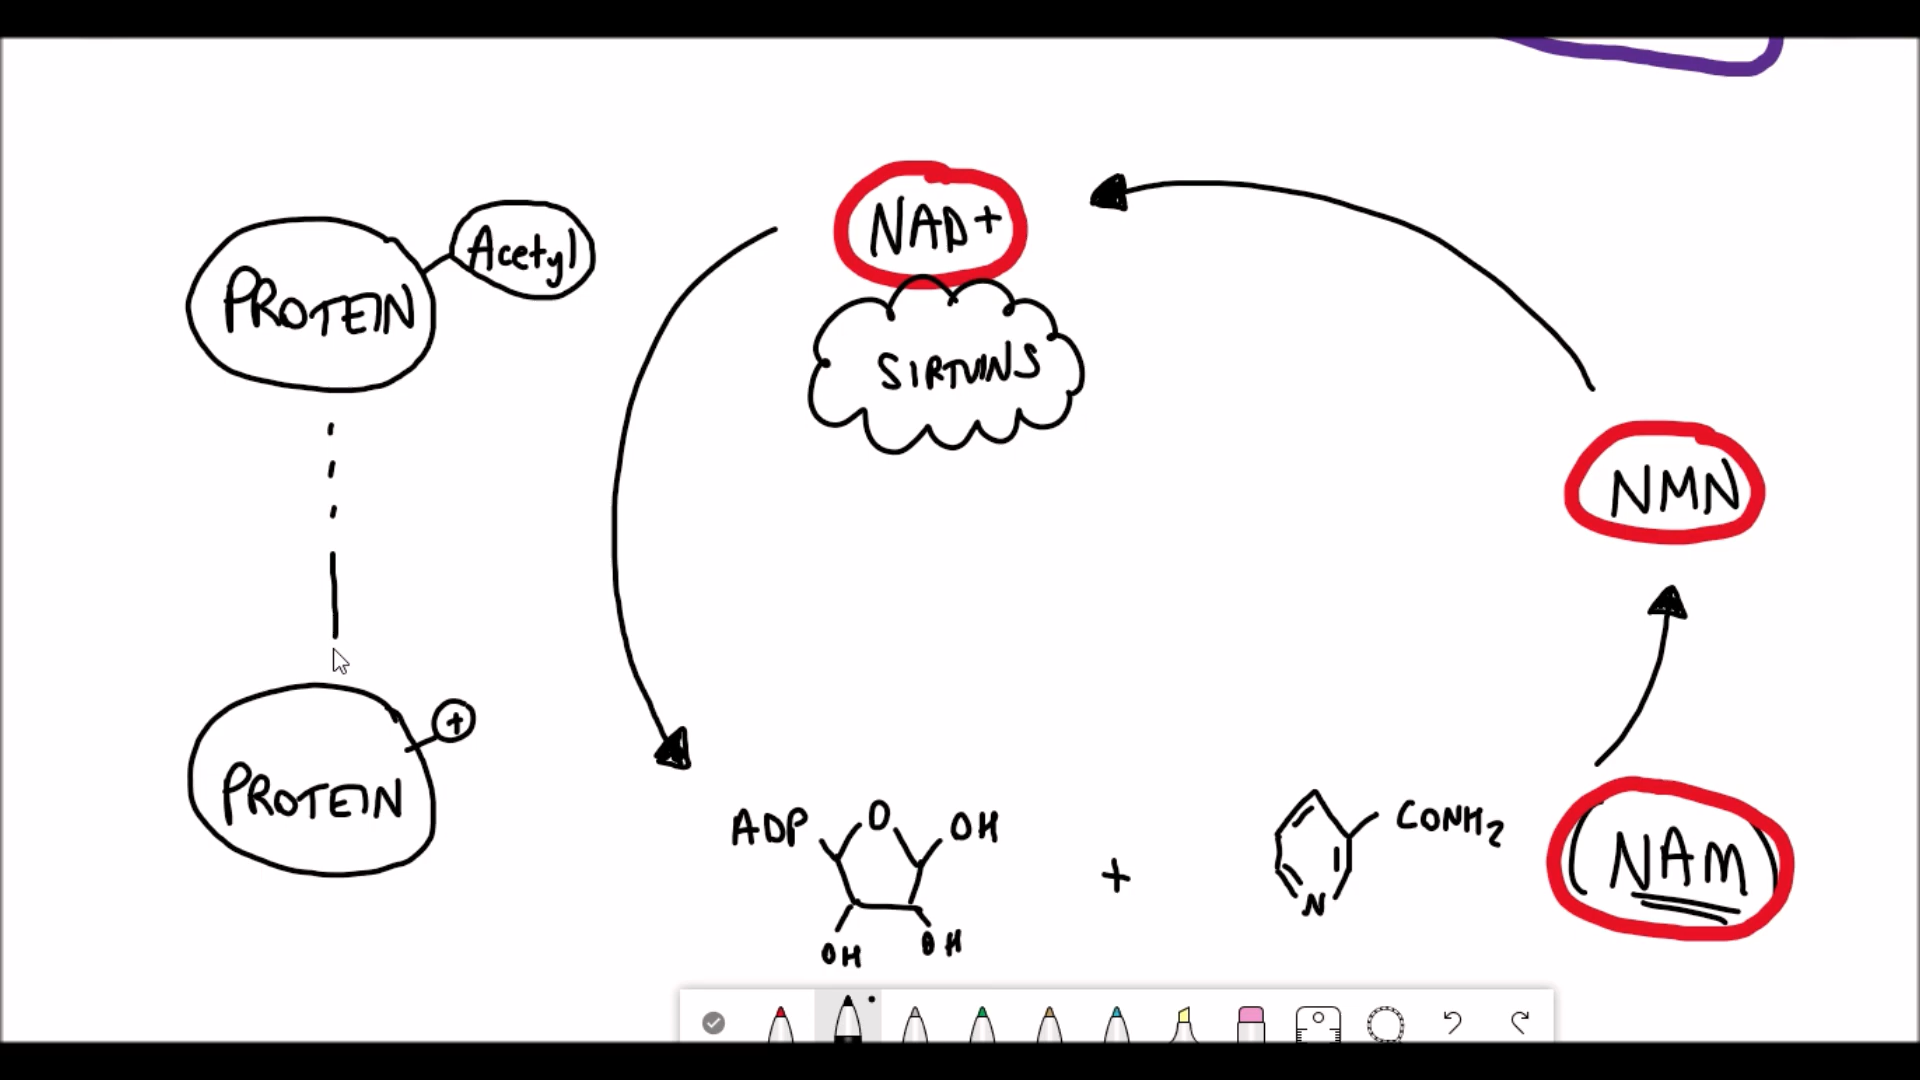 NAD+
Acetyl
PROTEIN
SIRTUINS
NMN
+
PROTEIN
ADP
O
OH
+
CONH2
N
OH
OH
NAM